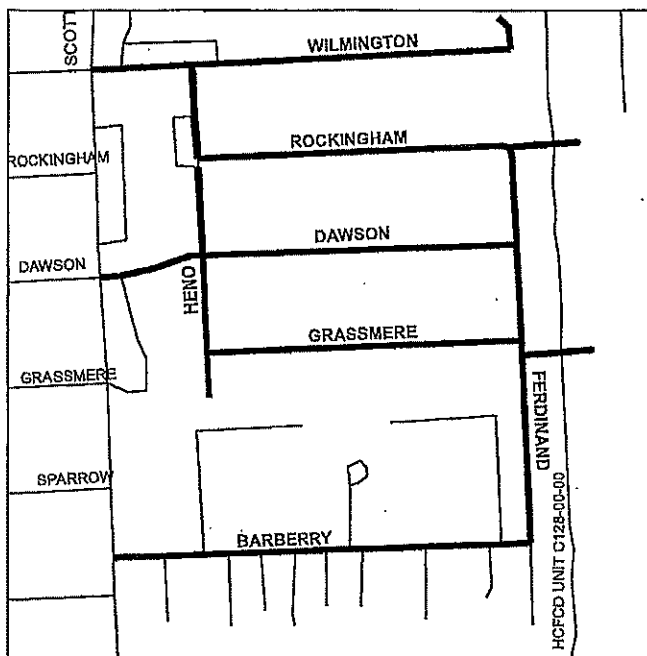 SCOTT
WILMINGTON
ROCKINGHAM
ROCKINGHAM
DAWSON
DAWSON
HENO
GRASSMERE
GRASSMERE
FERDINAND
SPARROW
BARBERRY
HCFCD UNIT C128-00-00